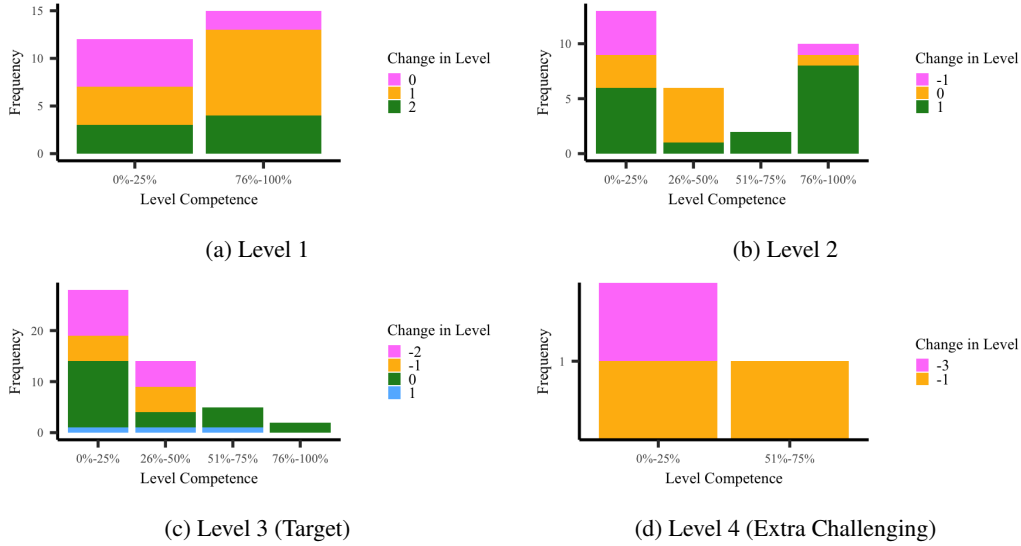 Frequency
15
10
5
0
0%-25%
76%-100%
Level Competence
Change in Level
0
1
2
(a) Level 1
Frequency
10
5
0
0%-25%
26%-50%
51%-75%
76%-100%
Level Competence
Change in Level
-1
0
1
(b) Level 2
Frequency
20
10
0
0%-25%
26%-50%
51%-75%
76%-100%
Level Competence
Change in Level
-2
-1
0
1
(c) Level 3 (Target)
Frequency
1
0%-25%
51%-75%
Level Competence
Change in Level
-3
-1
(d) Level 4 (Extra Challenging)